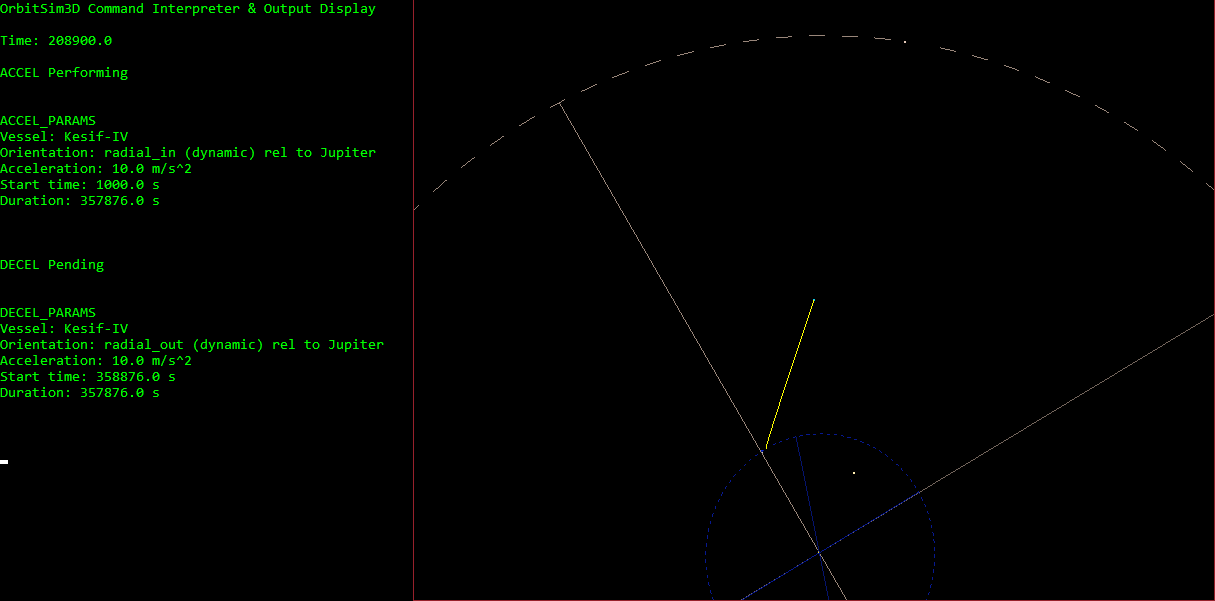 OrbitSim3D Command Interpreter & Output Display
Time: 208900.0
ACCEL Performing
ACCEL_PARAMS
Vessel: Kesif-IV
Orientation: radial_in (dynamic) rel to Jupiter
Acceleration: 10.0 m/s^2
Start time: 1000.0 s
Duration: 357876.0 s
DECEL Pending
DECEL_PARAMS
Vessel: Kesif-IV
Orientation: radial_out (dynamic) rel to Jupiter
Acceleration: 10.0 m/s^2
Start time: 358876.0 s
Duration: 357876.0 s